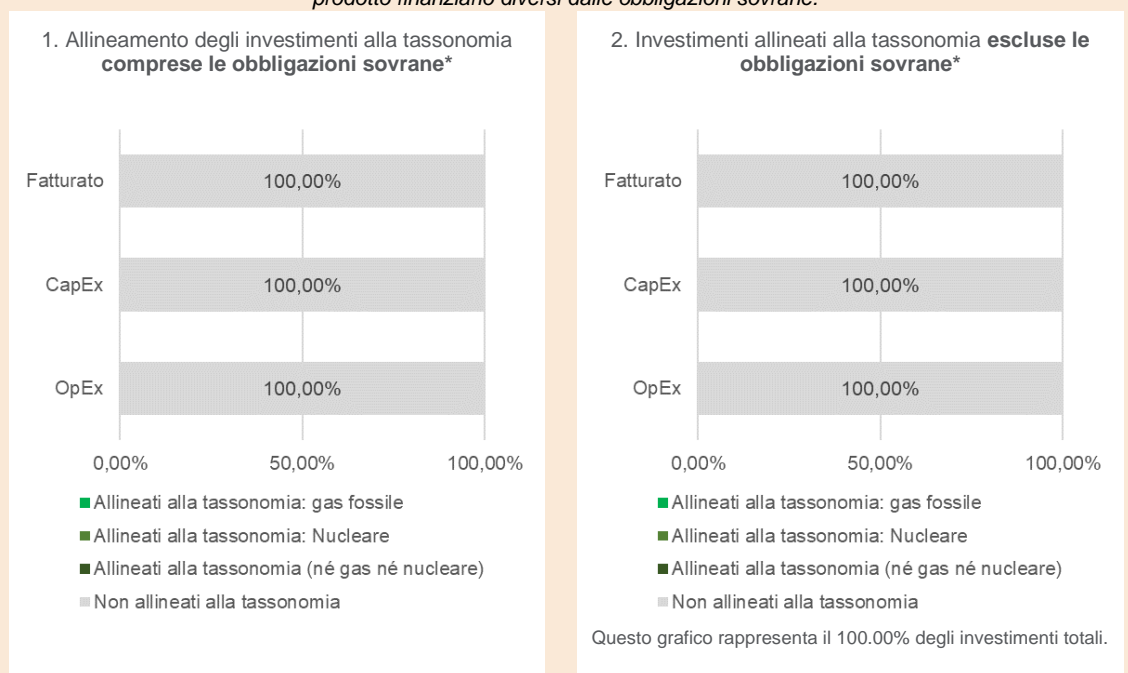 prodotto finanziario diversi dalle obbligazioni sovrane.
1. Allineamento degli investimenti alla tassonomia
comprese le obbligazioni sovrane*
Fatturato
100,00%
CapEx
100,00%
OpEx
100,00%
0,00%
50,00%
100,00%
Allineati alla tassonomia: gas fossile
Allineati alla tassonomia: Nucleare
Allineati alla tassonomia (né gas né nucleare)
Non allineati alla tassonomia
2. Investimenti allineati alla tassonomia escluse le
obbligazioni sovrane*
Fatturato
100,00%
CapEx
100,00%
OpEx
100,00%
0,00%
50,00%
100,00%
Allineati alla tassonomia: gas fossile
Allineati alla tassonomia: Nucleare
Allineati alla tassonomia (né gas né nucleare)
Non allineati alla tassonomia
Questo grafico rappresenta il 100.00% degli investimenti totali.